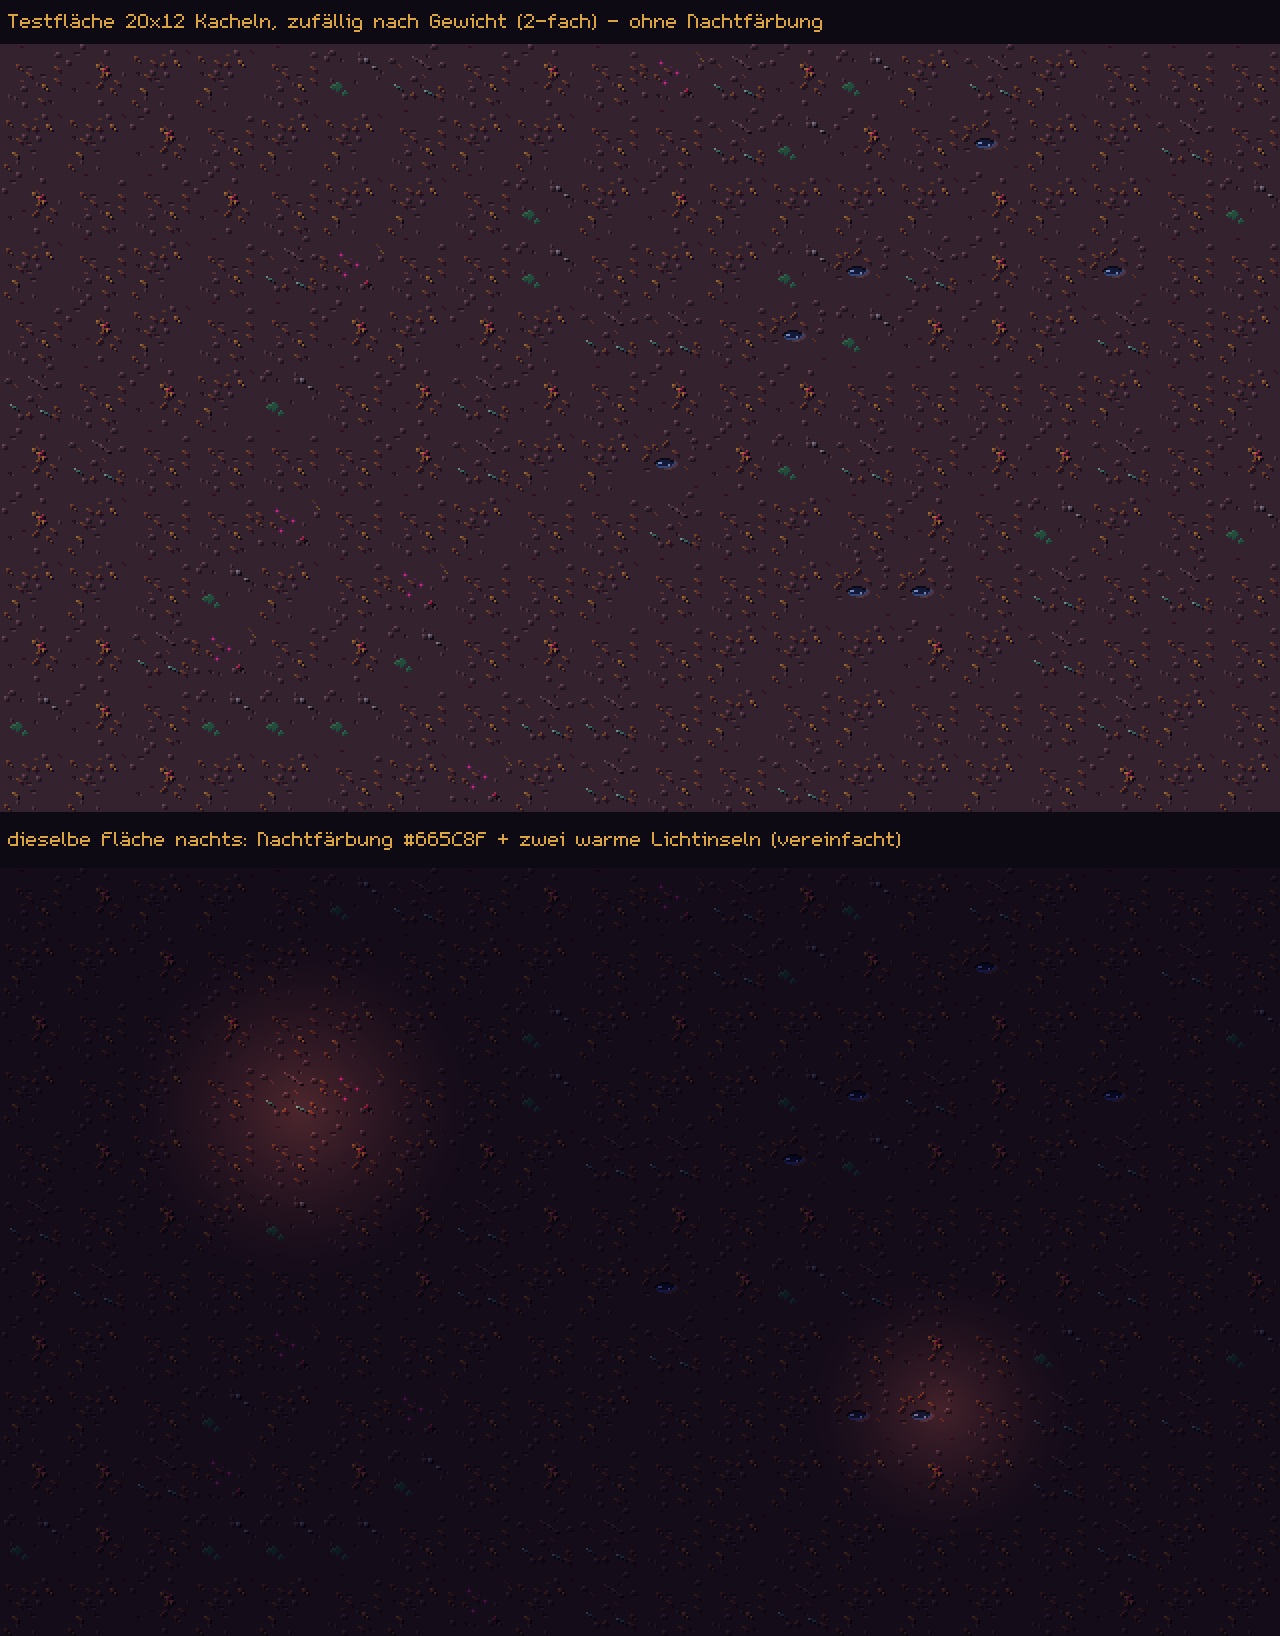 Testfläche 20x12 Kacheln, zufällig nach Gewicht (2-fach) - ohne Nachtfärbung
dieselbe Fläche nachts: Nachtfärbung #665C8F + zwei warme Lichtinseln (vereinfacht)